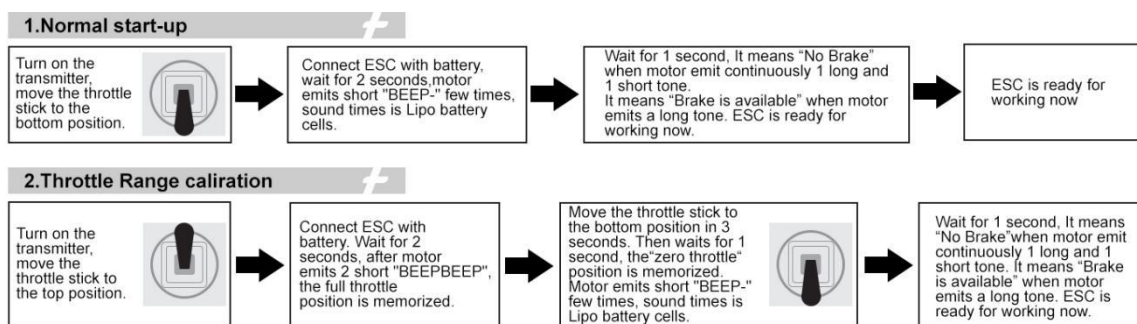 1.Normal start-up
Turn on the
transmitter,
move the throttle
stick to the
bottom position.
Connect ESC with battery,
wait for 2 seconds,motor
emits short "BEEP-" few times,
sound times is Lipo battery
cells.
Wait for 1 second, It means “No Brake”
when motor emit continuously 1 long and
1 short tone.
It means “Brake is available” when motor
emits a long tone. ESC is ready for
working now.
ESC is ready for
working now
2.Throttle Range caliration
Turn on the
transmitter,
move the
throttle stick to
the top position.
Connect ESC with
battery. Wait for 2
seconds, after motor
emits 2 short "BEEPBEEP",
the full throttle
position is memorized.
Move the throttle stick to
the bottom position in 3
seconds. Then waits for 1
second, the“zero throttle“
position is memorized.
Motor emits short "BEEP-"
few times, sound times is
Lipo battery cells.
Wait for 1 second, It means
“No Brake”when motor emit
continuously 1 long and 1
short tone. It means “Brake
is available” when motor
emits a long tone. ESC is
ready for working now.